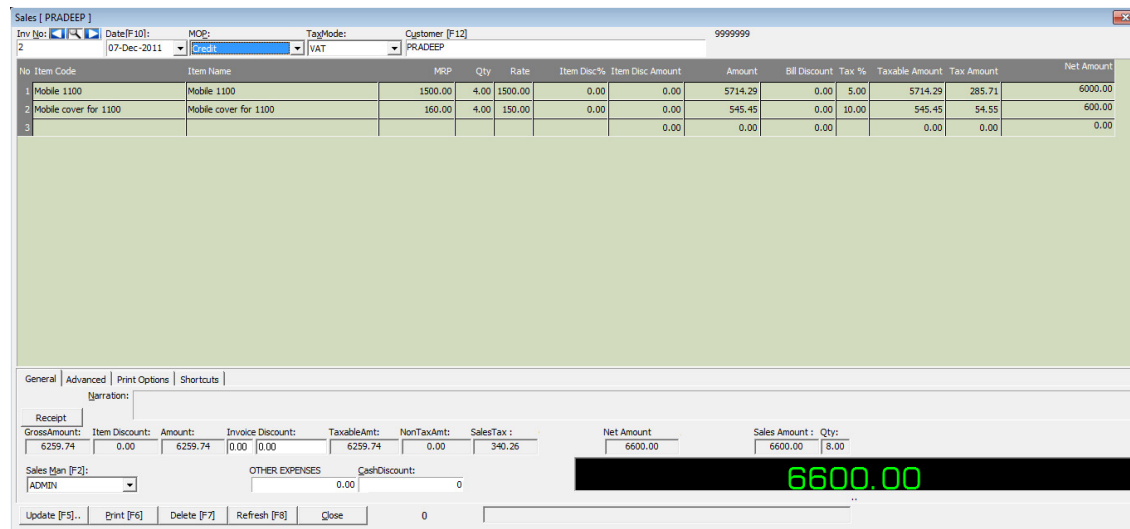 Sales [ PRADEEP ]
Inv No: Date[F10]: MOP: TaxMode: Customer [F12] 9999999
2 07-Dec-2011 Credit VAT PRADEEP
No Item Code Item Name MRP Qty Rate Item Disc% Item Disc Amount Amount Bill Discount Tax % Taxable Amount Tax Amount Net Amount
1 Mobile 1100 Mobile 1100 1500.00 4.00 1500.00 0.00 0.00 5714.29 0.00 5.00 5714.29 285.71 6000.00
2 Mobile cover for 1100 Mobile cover for 1100 160.00 4.00 150.00 0.00 0.00 545.45 0.00 10.00 545.45 54.55 600.00
3 0.00 0.00 0.00 0.00 0.00 0.00
General Advanced Print Options Shortcuts
Narration:
Receipt
GrossAmount: Item Discount: Amount: Invoice Discount: TaxableAmt: NonTaxAmt: SalesTax : Net Amount Sales Amount : Qty:
6259.74 0.00 6259.74 0.00 0.00 6259.74 0.00 340.26 6600.00 6600.00 8.00
Sales Man [F2]: OTHER EXPENSES CashDiscount:
ADMIN 0.00 0 6600.00
..
Update [F5].. Print [F6] Delete [F7] Refresh [F8] Close 0